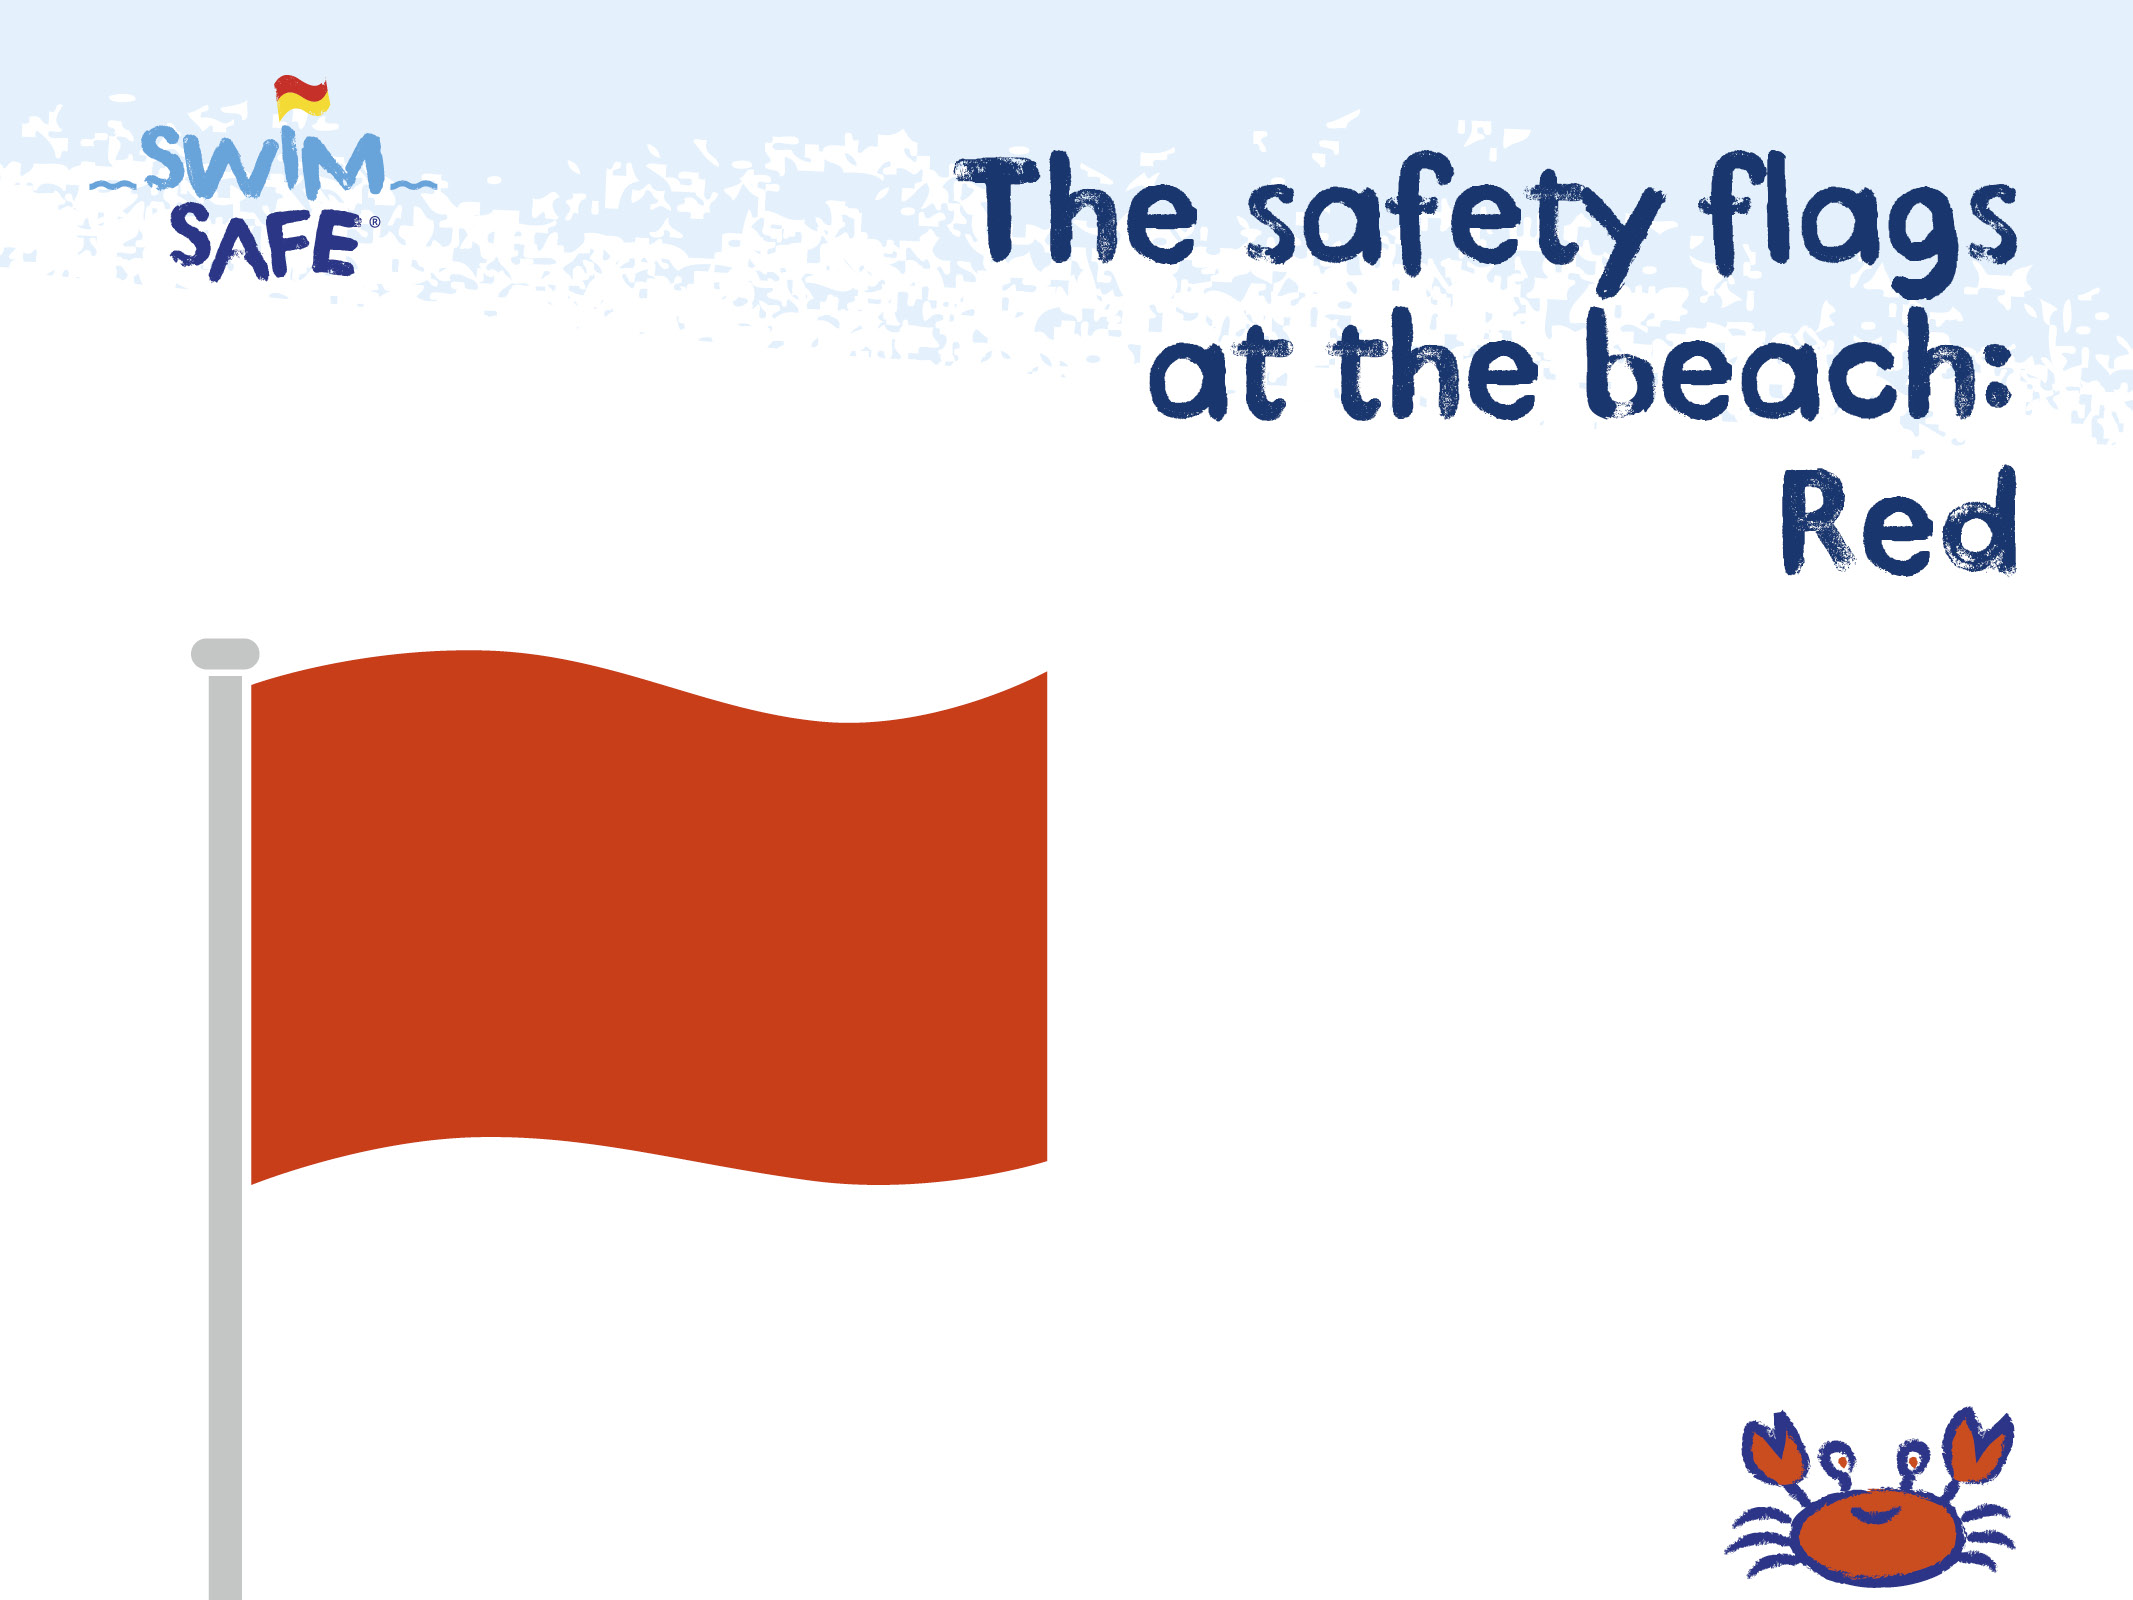 SWIM
SAFE®
The safety flags
at the beach:
Red